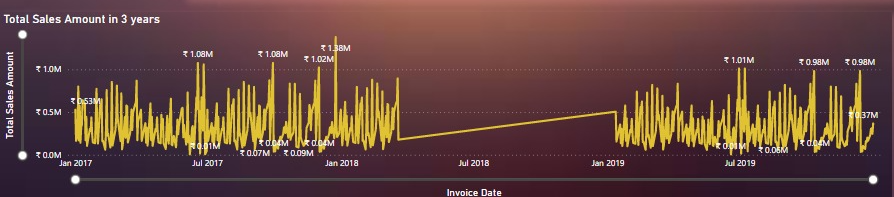 Total Sales Amount in 3 years
Total Sales Amount
₹ 1.0M
₹ 0.5M
₹ 0.0M
₹ 0.53M
₹ 1.08M
₹ 0.01M
₹ 0.07M
₹ 1.08M
₹ 0.04M
₹ 0.09M
₹ 1.02M
₹ 0.04M
₹ 1.38M
₹ 1.01M
₹ 0.01M
₹ 0.06M
₹ 0.98M
₹ 0.04M
₹ 0.98M
₹ 0.37M
Jan 2017
Jul 2017
Jan 2018
Jul 2018
Jan 2019
Jul 2019
Invoice Date